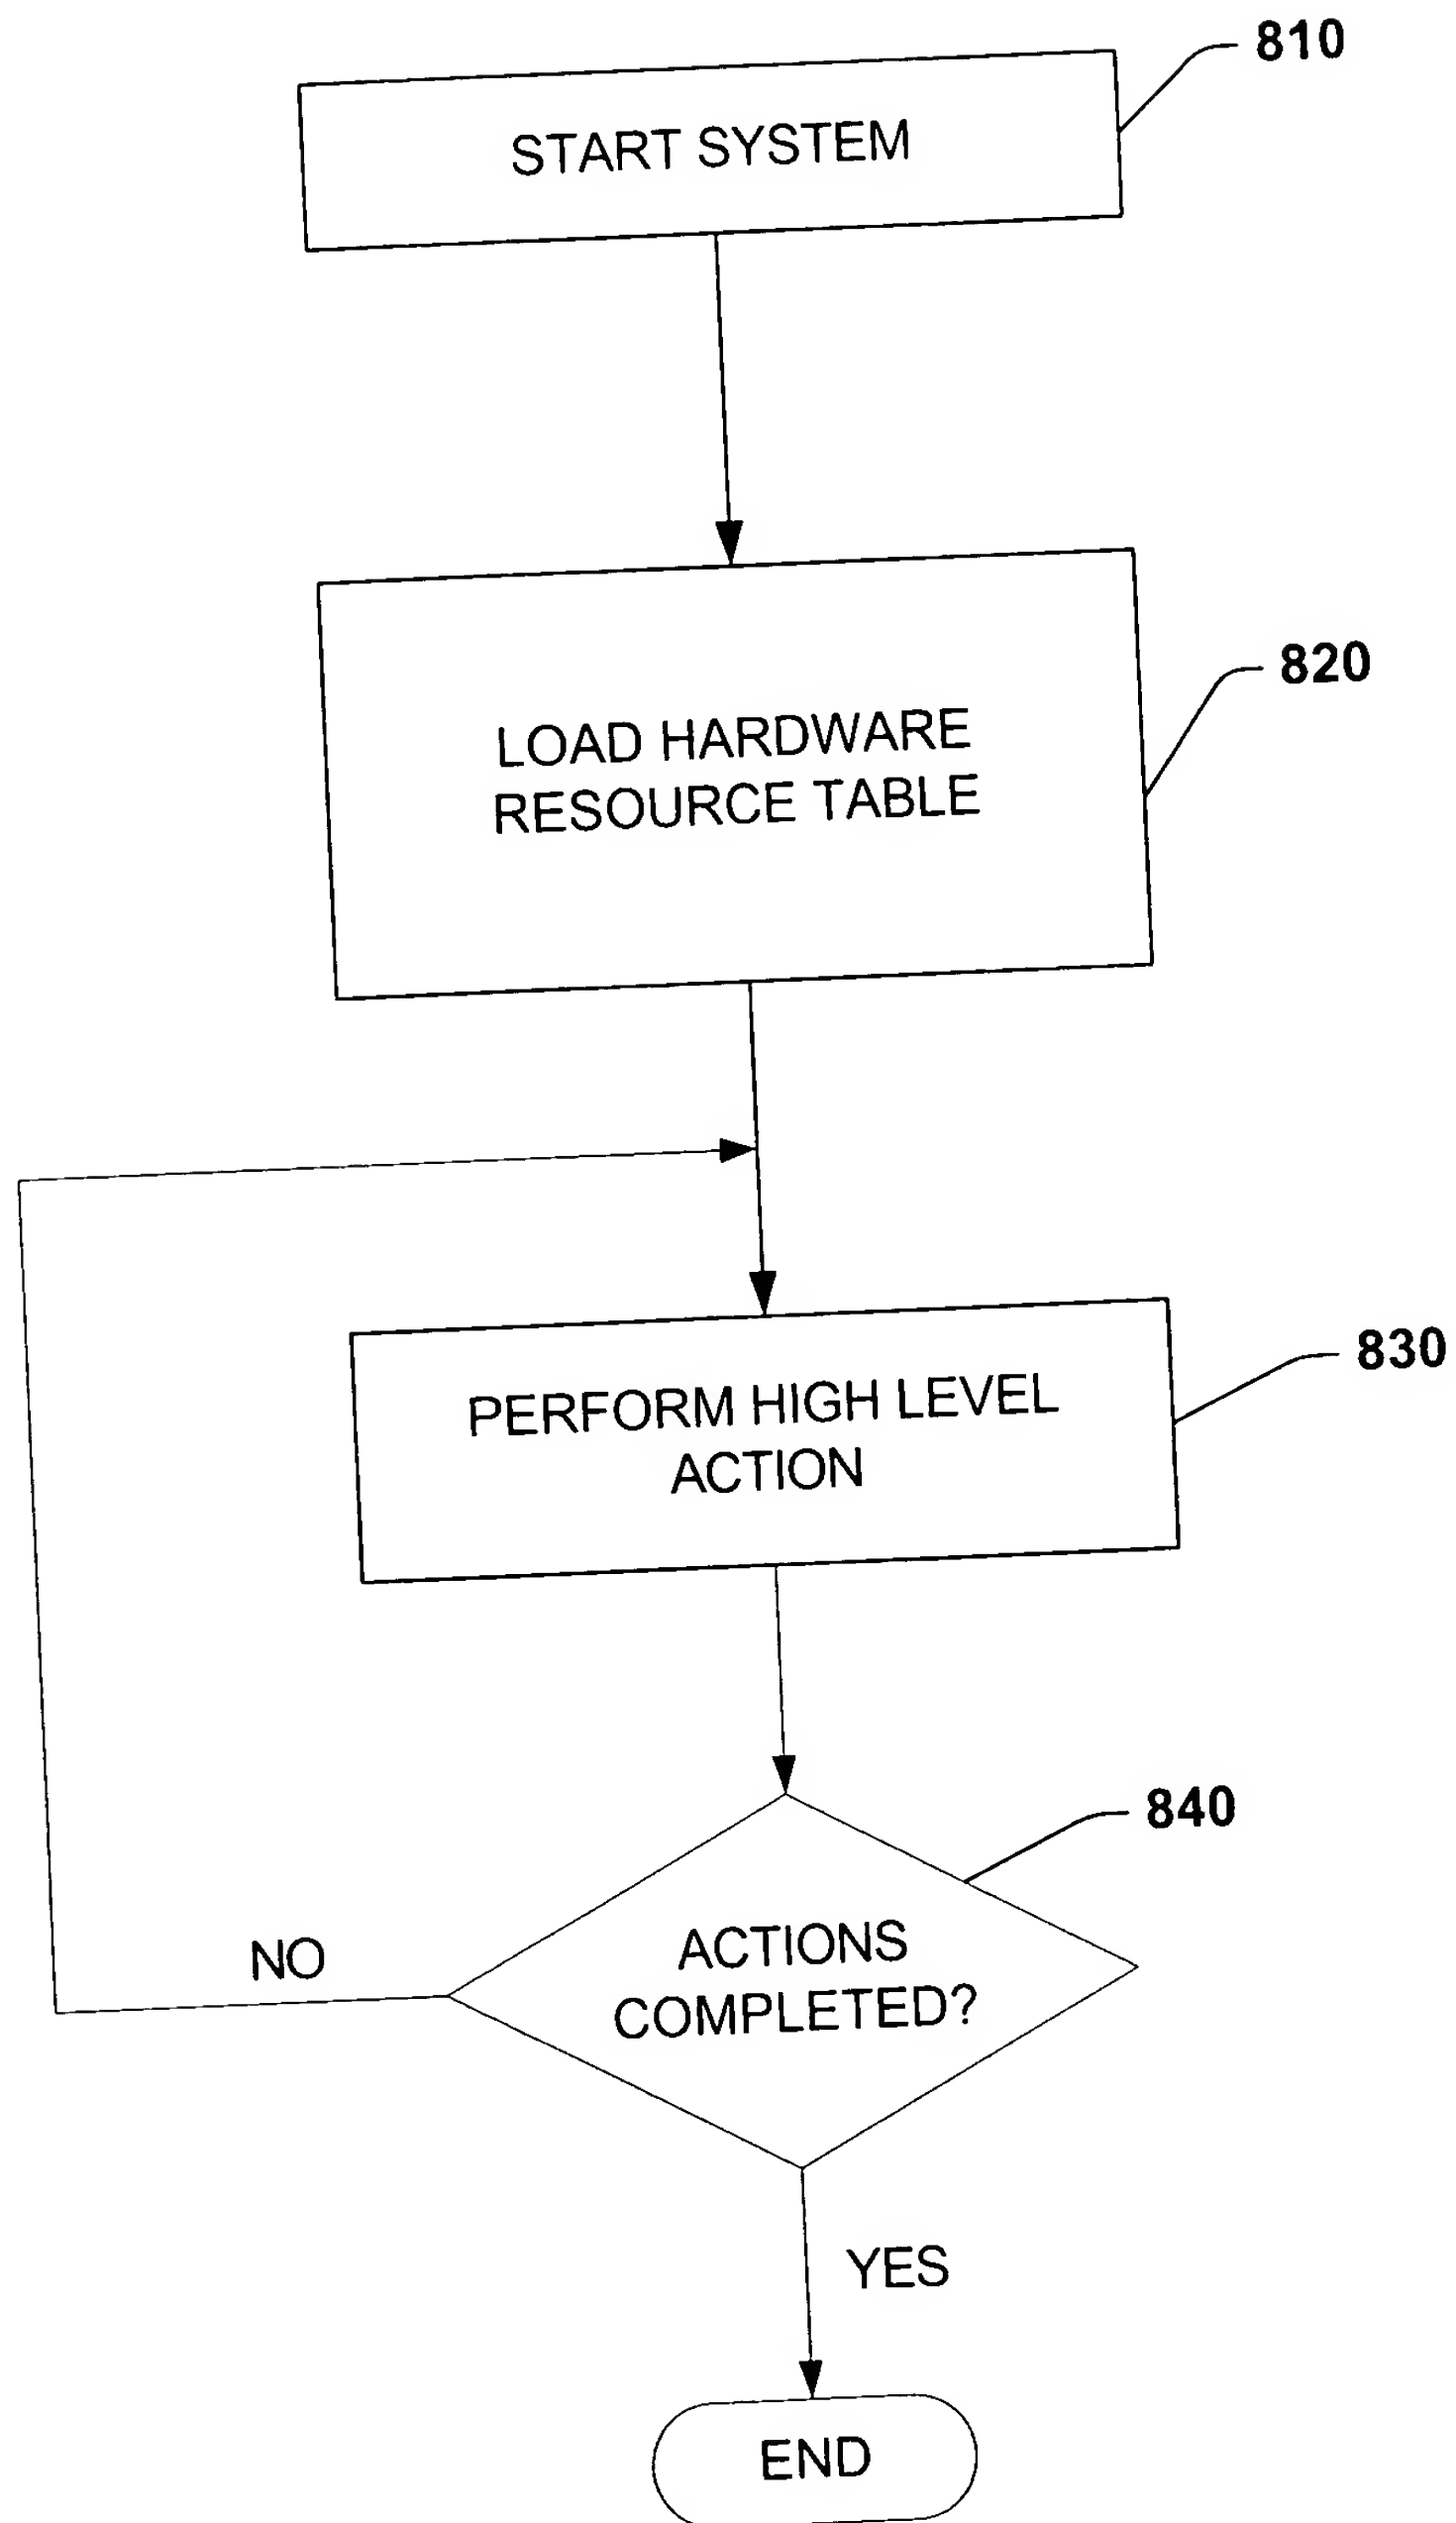 810
START SYSTEM
820
LOAD HARDWARE
RESOURCE TABLE
830
PERFORM HIGH LEVEL
ACTION
840
ACTIONS
COMPLETED?
NO
YES
END